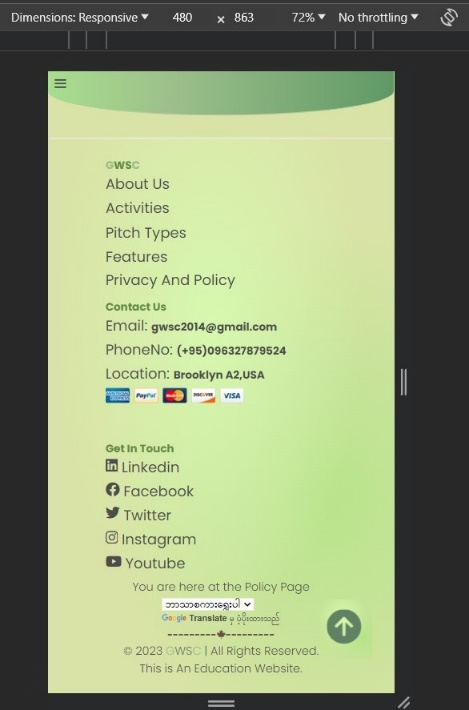 Dimensions: Responsive 480 × 863 72% No throttling
GWSC
About Us
Activities
Pitch Types
Features
Privacy And Policy
Contact Us
Email: gwsc2014@gmail.com
PhoneNo: (+95)096327879524
Location: Brooklyn A2,USA
AMERICAN EXPRESS PayPal MasterCard DISCOVER VISA
Get In Touch
Linkedin
Facebook
Twitter
Instagram
Youtube
You are here at the Policy Page
ဘာသာစကားရွေးပါ
Google Translate မှ ပံ့ပိုးထားသည်
© 2023 GWSC | All Rights Reserved.
This is An Education Website.